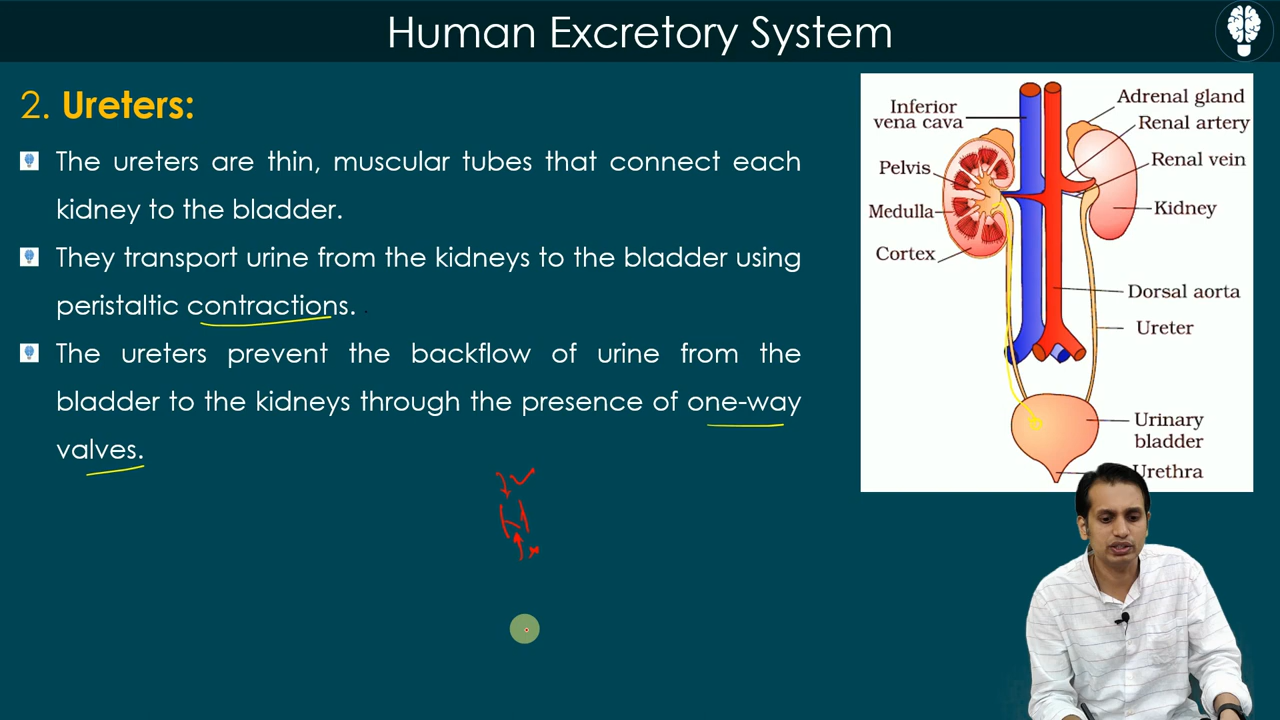 Human Excretory System
2. Ureters:
The ureters are thin, muscular tubes that connect each
kidney to the bladder.
They transport urine from the kidneys to the bladder using
peristaltic contractions.
The ureters prevent the backflow of urine from the
bladder to the kidneys through the presence of one-way
valves.
Inferior
vena cava
Pelvis
Medulla
Cortex
Adrenal gland
Renal artery
Renal vein
Kidney
Dorsal aorta
Ureter
Urinary
bladder
Urethra